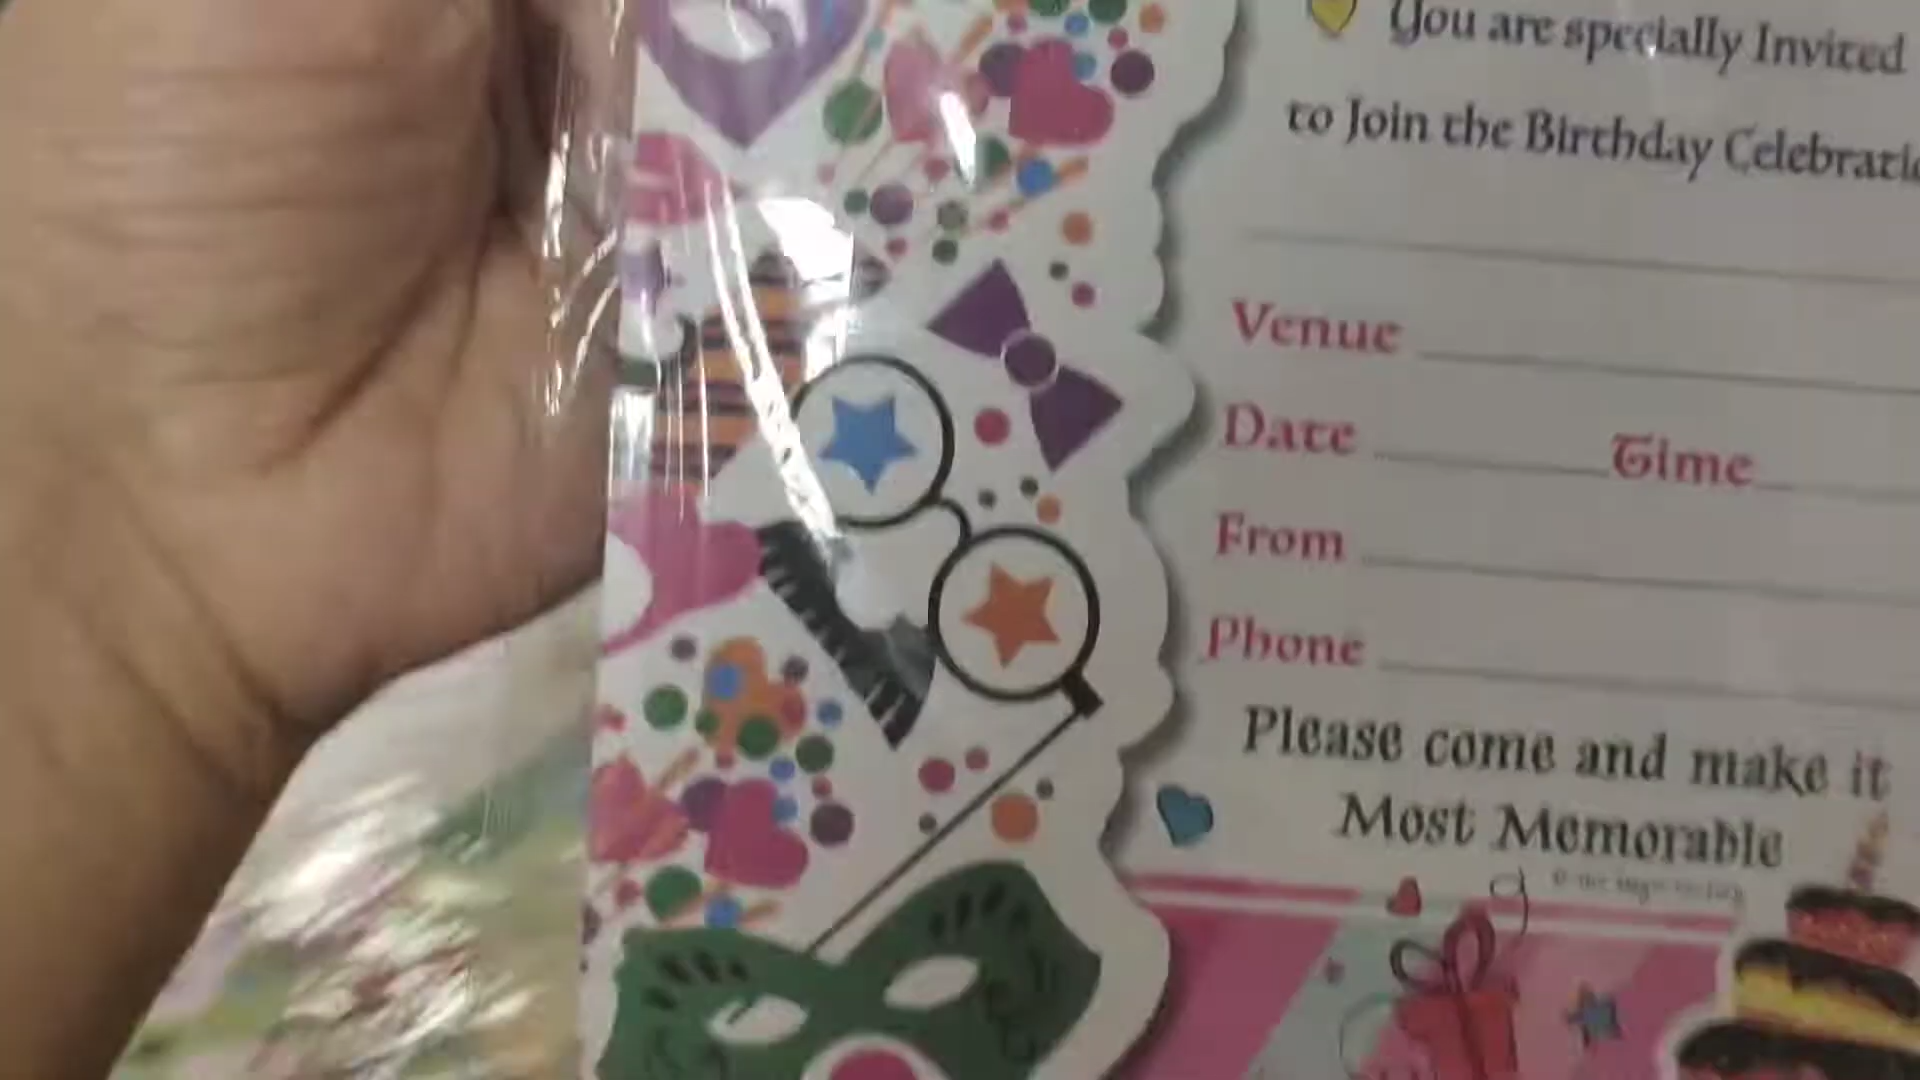 You are specially Invited
to Join the Birthday
Venue
Date Time
From
Phone
Please come and make it
Most Memorable